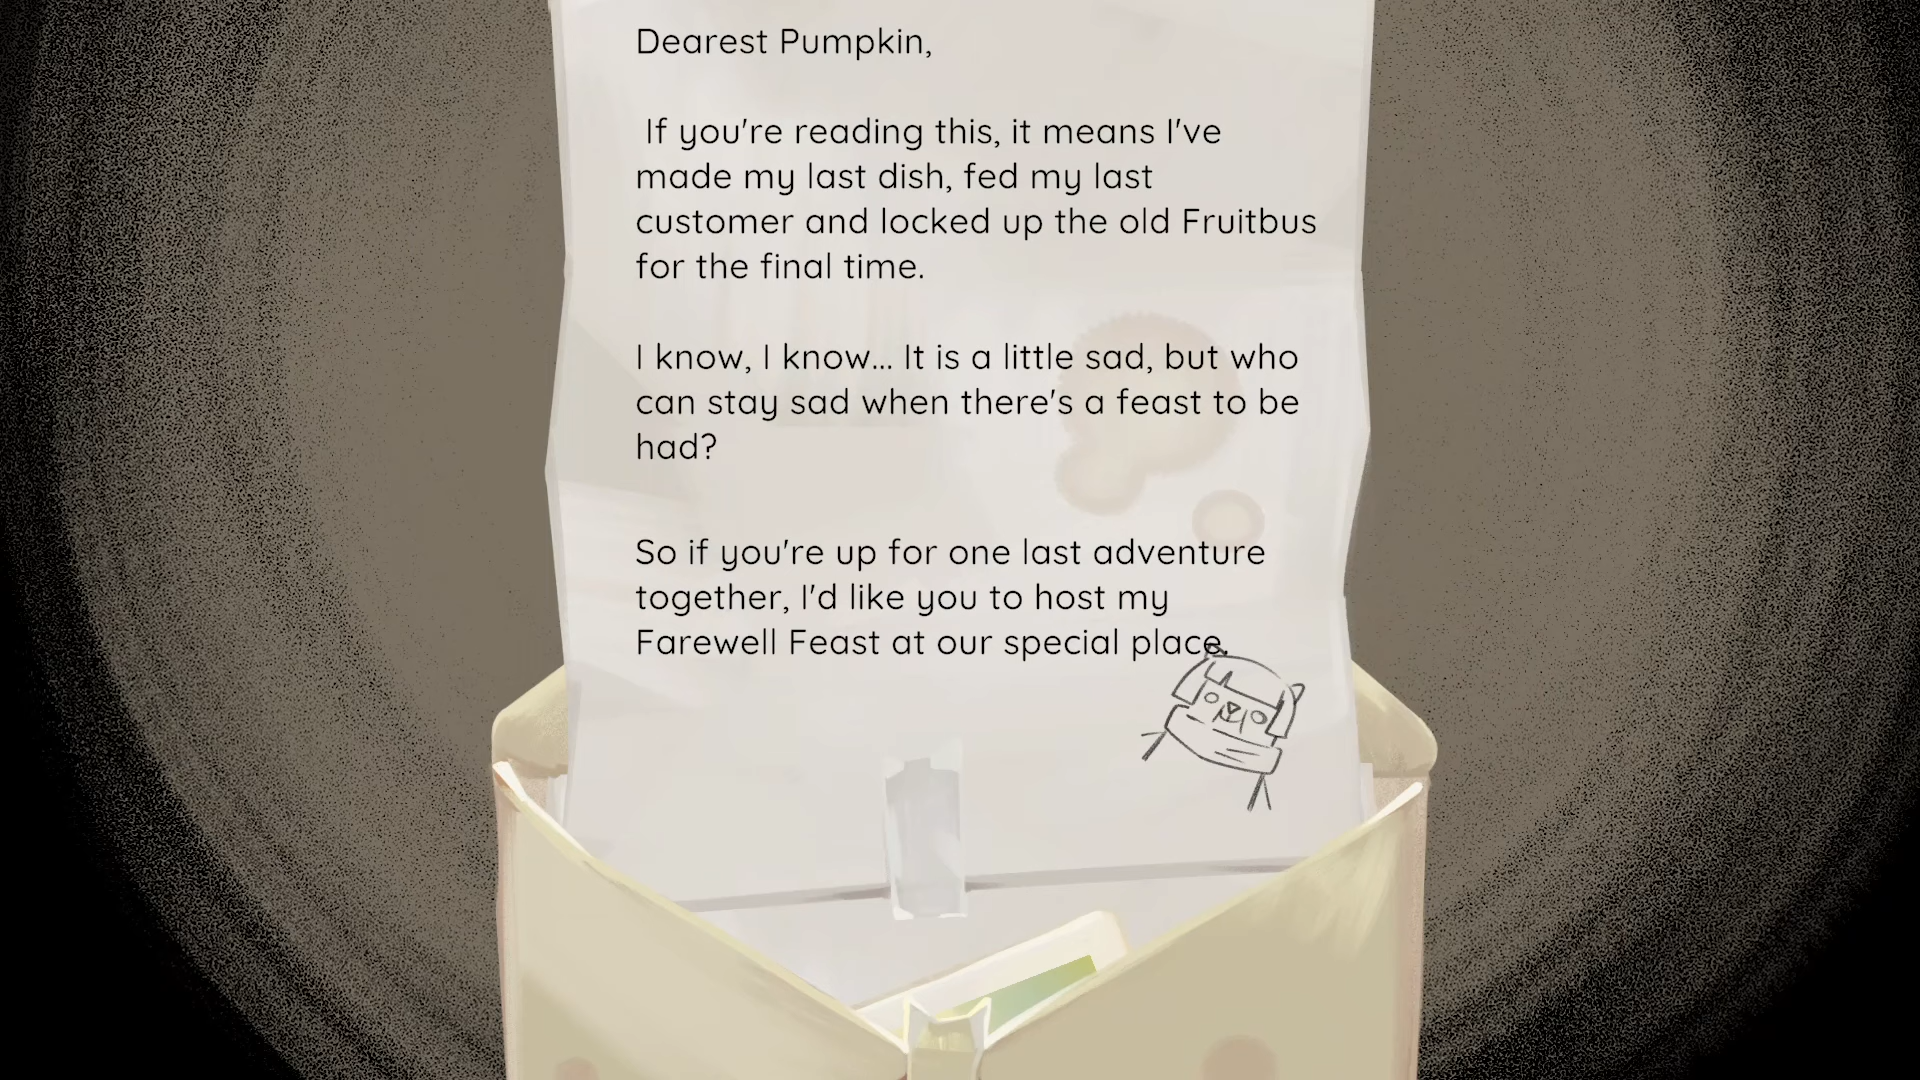 Dearest Pumpkin,
If you're reading this, it means I've
made my last dish, fed my last
customer and locked up the old Fruitbus
for the final time.
I know, I know... It is a little sad, but who
can stay sad when there's a feast to be
had?
So if you're up for one last adventure
together, I'd like you to host my
Farewell Feast at our special place.